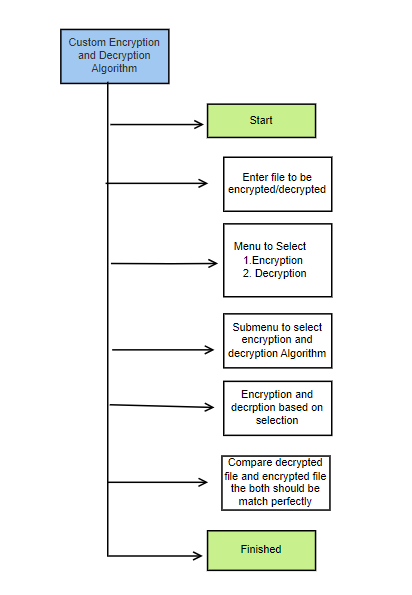 Custom Encryption
and Decryption
Algorithm
Start
Enter file to be
encrypted/decrypted
Menu to Select
1.Encryption
2. Decryption
Submenu to select
encryption and
decryption Algorithm
Encryption and
decrption based on
selection
Compare decrypted
file and encrypted file
the both should be
match perfectly
Finished